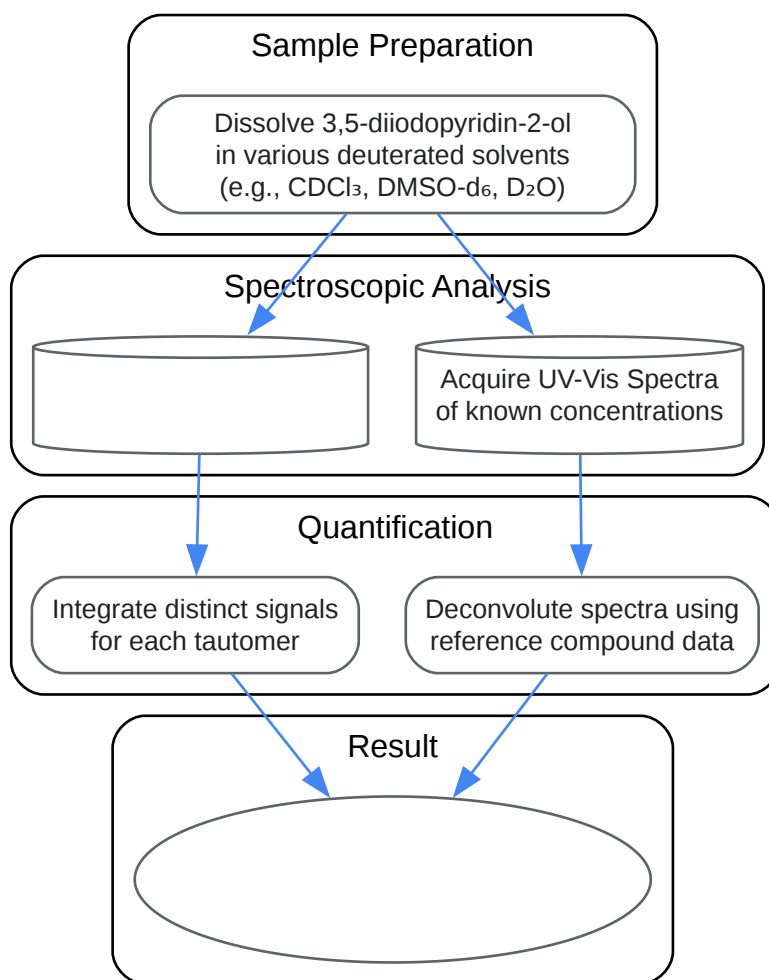 Sample Preparation
Dissolve 3,5-diiodopyridin-2-ol
in various deuterated solvents
(e.g., CDCl₃, DMSO-d₆, D₂O)
Spectroscopic Analysis
Acquire UV-Vis Spectra
of known concentrations
Quantification
Integrate distinct signals
for each tautomer
Deconvolute spectra using
reference compound data
Result